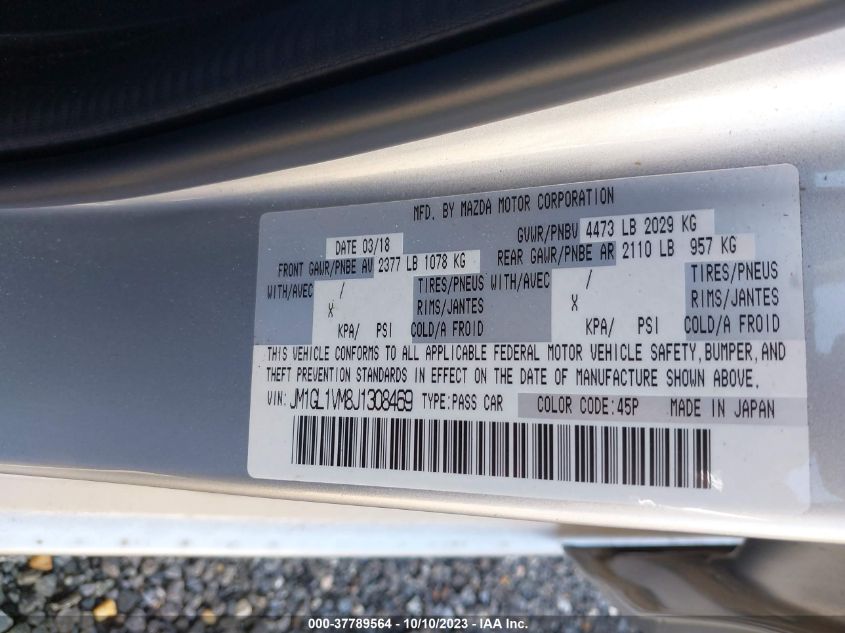 MFD. BY MAZDA MOTOR CORPORATION
DATE 03/18 GVWR/PNBV 4473 LB 2029 KG
FRONT GAWR/PNBE AV 2377 LB 1078 KG REAR GAWR/PNBE AR 2110 LB 957 KG
WITH/AVEC / TIRES/PNEUS WITH/AVEC / TIRES/PNEUS
X RIMS/JANTES X RIMS/JANTES
KPA/ PSI COLD/A FROID KPA/ PSI COLD/A FROID
THIS VEHICLE CONFORMS TO ALL APPLICABLE FEDERAL MOTOR VEHICLE SAFETY, BUMPER, AND
THEFT PREVENTION STANDARDS IN EFFECT ON THE DATE OF MANUFACTURE SHOWN ABOVE.
VIN: JM1GL1VM8J1308469 TYPE:PASS CAR COLOR CODE:45P MADE IN JAPAN
000-37789564 - 10/10/2023 - IAAI Inc.